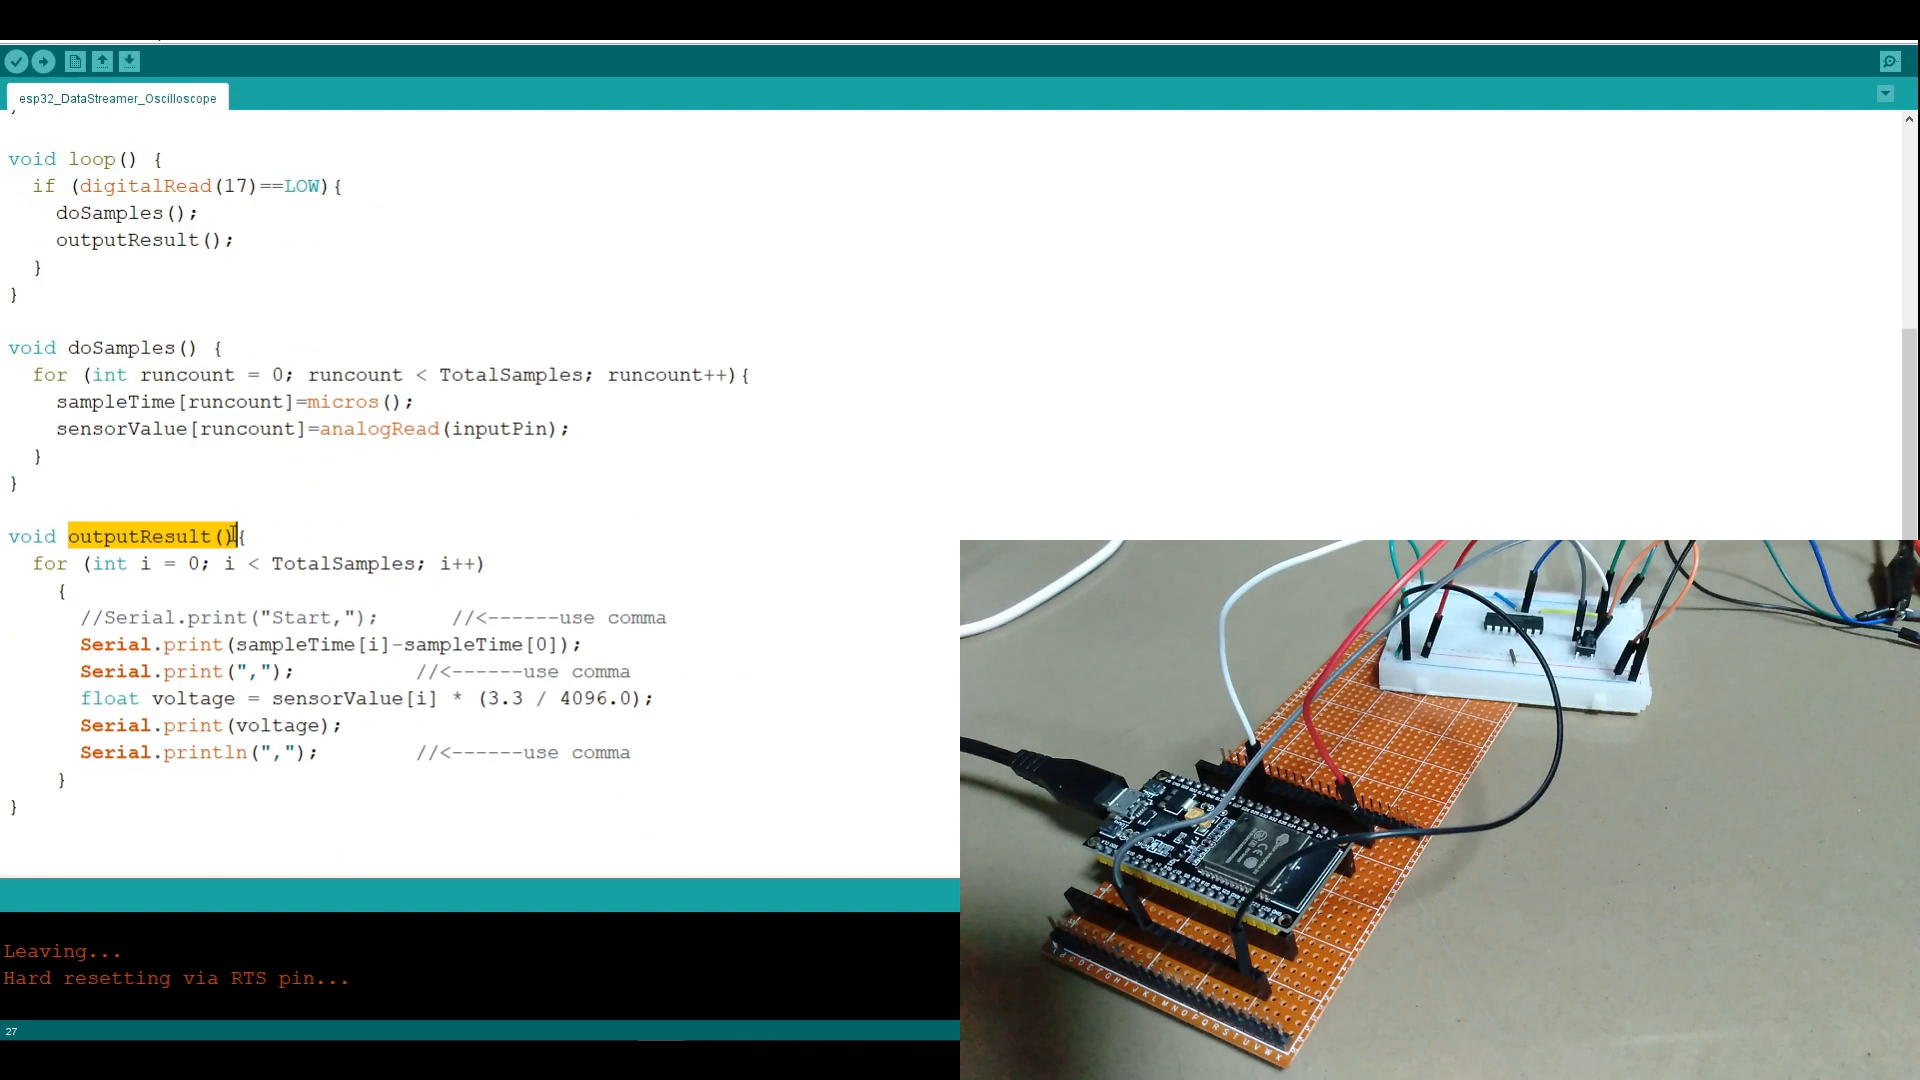 esp32_DataStreamer_Oscilloscope
}
void loop() {
if (digitalRead(17)==LOW){
doSamples();
outputResult();
}
}
void doSamples() {
for (int runcount = 0; runcount < TotalSamples; runcount++){
sampleTime[runcount]=micros();
sensorValue[runcount]=analogRead(inputPin);
}
}
void outputResult(){
for (int i = 0; i < TotalSamples; i++)
{
//Serial.print("Start,"); //<------use comma
Serial.print(sampleTime[i]-sampleTime[0]);
Serial.print(","); //<------use comma
float voltage = sensorValue[i] * (3.3 / 4096.0);
Serial.print(voltage);
Serial.println(","); //<------use comma
}
}
Leaving...
Hard resetting via RTS pin...
27